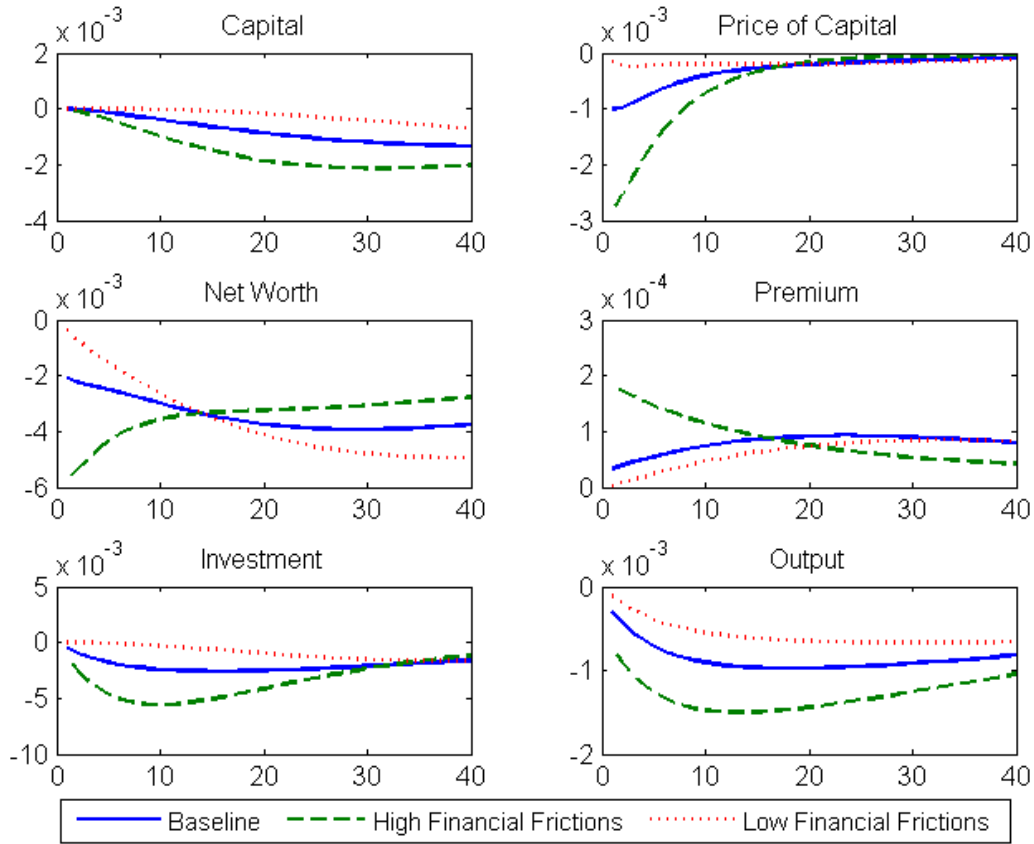 x 10^-3 Capital
2
0
-2
-4
0 10 20 30 40
x 10^-3 Price of Capital
0
-1
-2
-3
0 10 20 30 40
x 10^-3 Net Worth
0
-2
-4
-6
0 10 20 30 40
x 10^-4 Premium
3
2
1
0
0 10 20 30 40
x 10^-3 Investment
5
0
-5
-10
0 10 20 30 40
x 10^-3 Output
0
-1
-2
0 10 20 30 40
Baseline High Financial Frictions Low Financial Frictions